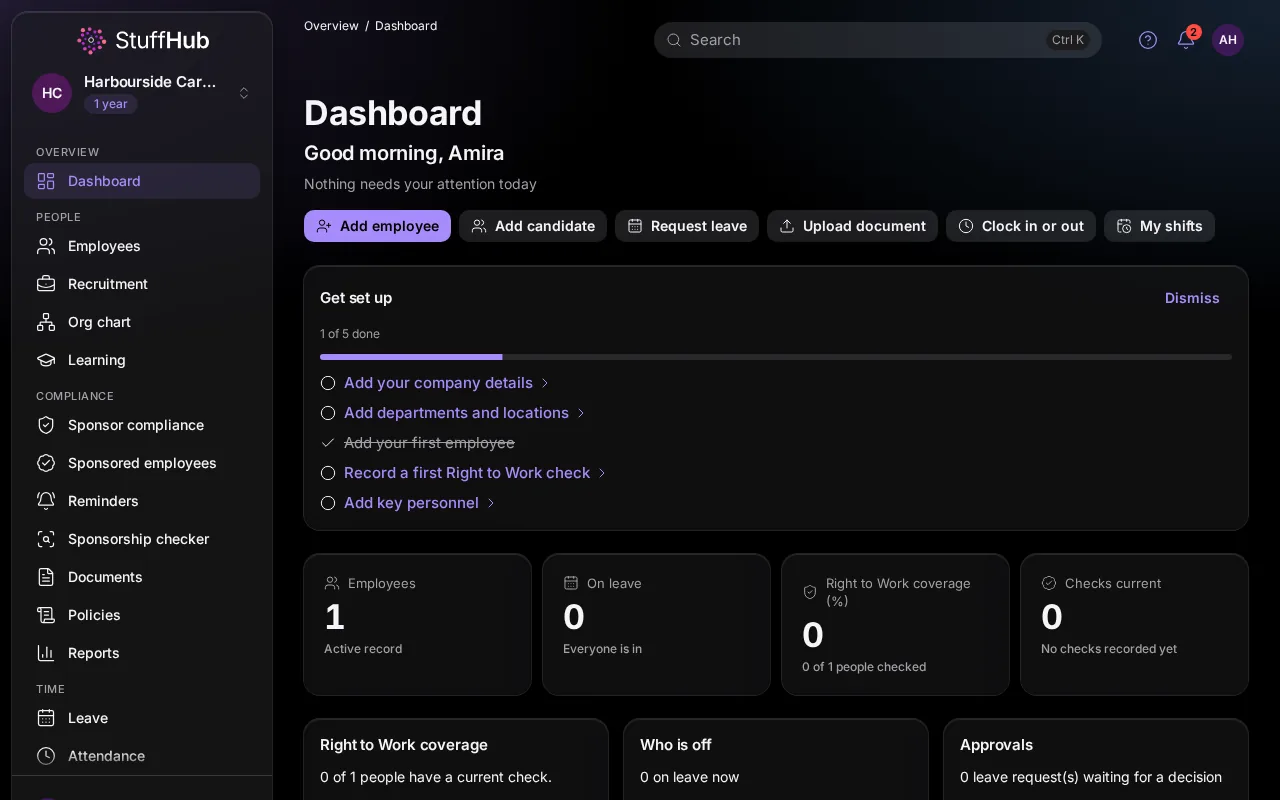 StuffHub
Harbourside Car...
HC
1 year
OVERVIEW
Dashboard
PEOPLE
Employees
Recruitment
Org chart
Learning
COMPLIANCE
Sponsor compliance
Sponsored employees
Reminders
Sponsorship checker
Documents
Policies
Reports
TIME
Leave
Attendance
Overview / Dashboard
Search
Ctrl K
2
AH
Dashboard
Good morning, Amira
Nothing needs your attention today
Add employee
Add candidate
Request leave
Upload document
Clock in or out
My shifts
Get set up
Dismiss
1 of 5 done
Add your company details
Add departments and locations
Add your first employee
Record a first Right to Work check
Add key personnel
Employees
1
Active record
On leave
0
Everyone is in
Right to Work coverage
(%)
0
0 of 1 people checked
Checks current
0
No checks recorded yet
Right to Work coverage
0 of 1 people have a current check.
Who is off
0 on leave now
Approvals
0 leave request(s) waiting for a decision